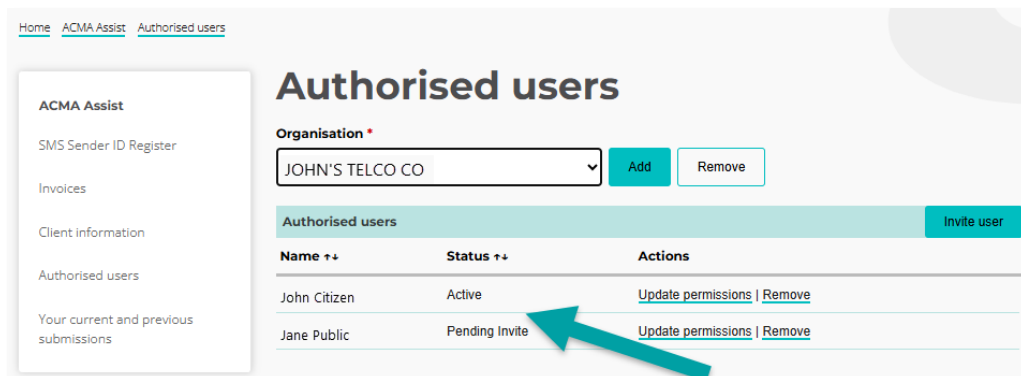 Home ACMA Assist Authorised users
ACMA Assist
SMS Sender ID Register
Invoices
Client information
Authorised users
Your current and previous
submissions
Authorised users
Organisation *
JOHN'S TELCO CO Add Remove
Authorised users Invite user
Name ↑↓ Status ↑↓ Actions
John Citizen Active Update permissions | Remove
Jane Public Pending Invite Update permissions | Remove